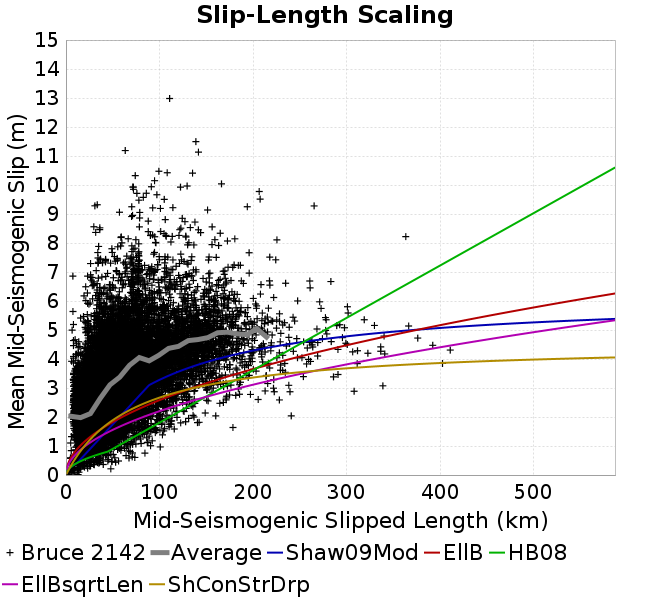 Slip-Length Scaling
15
14
13
12
11
10
9
8
7
6
5
4
3
2
1
0
Mean Mid-Seismogenic Slip (m)
0 100 200 300 400 500
Mid-Seismogenic Slipped Length (km)
Bruce 2142 Average Shaw09Mod EllB HB08
EllBsqrtLen ShConStrDrp